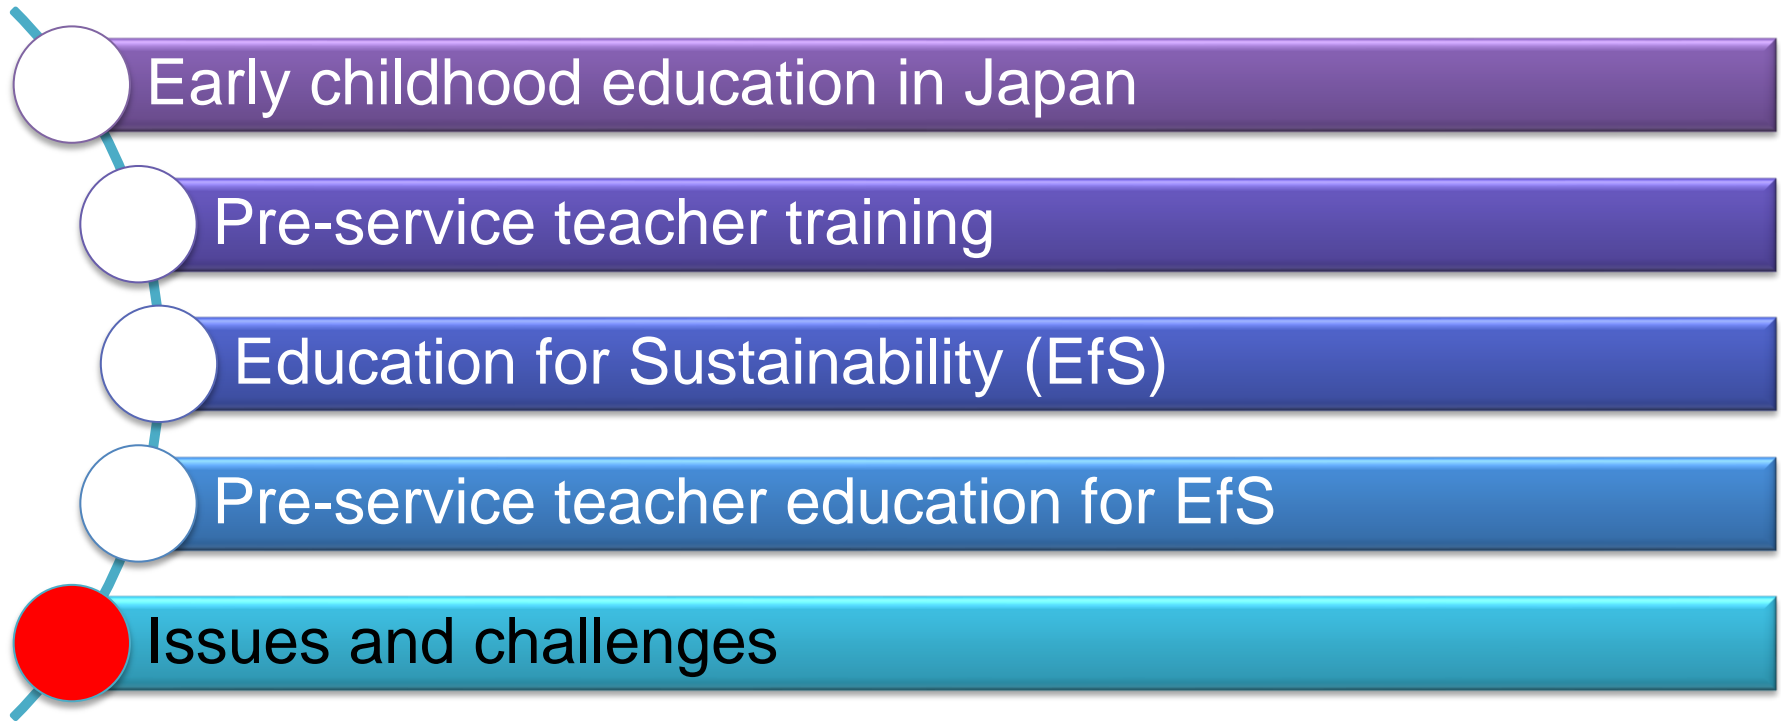 Early childhood education in Japan
Pre-service teacher training
Education for Sustainability (EfS)
Pre-service teacher education for EfS
Issues and challenges